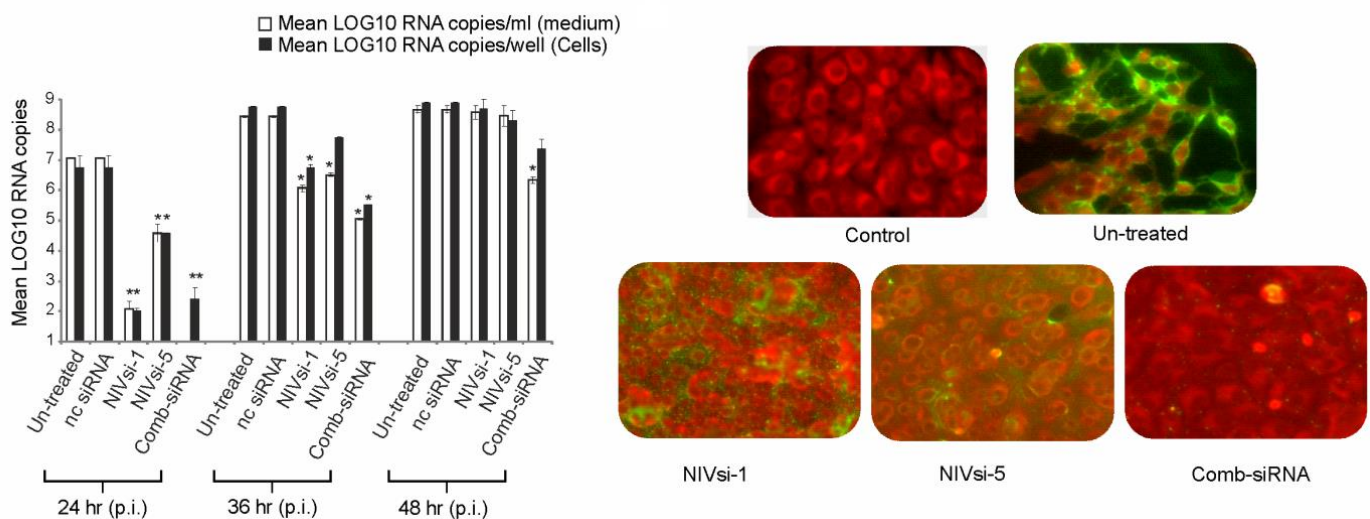 Mean LOG10 RNA copies/ml (medium)
Mean LOG10 RNA copies/well (Cells)
Mean LOG10 RNA copies
9
8
7
6
5
4
3
2
1
**
**
**
*
*
*
*
*
*
Un-treated
nc siRNA
NIVsi-1
NIVsi-5
Comb-siRNA
Un-treated
nc siRNA
NIVsi-1
NIVsi-5
Comb-siRNA
Un-treated
nc siRNA
NIVsi-1
NIVsi-5
Comb-siRNA
24 hr (p.i.)
36 hr (p.i.)
48 hr (p.i.)
Control
Un-treated
NIVsi-1
NIVsi-5
Comb-siRNA